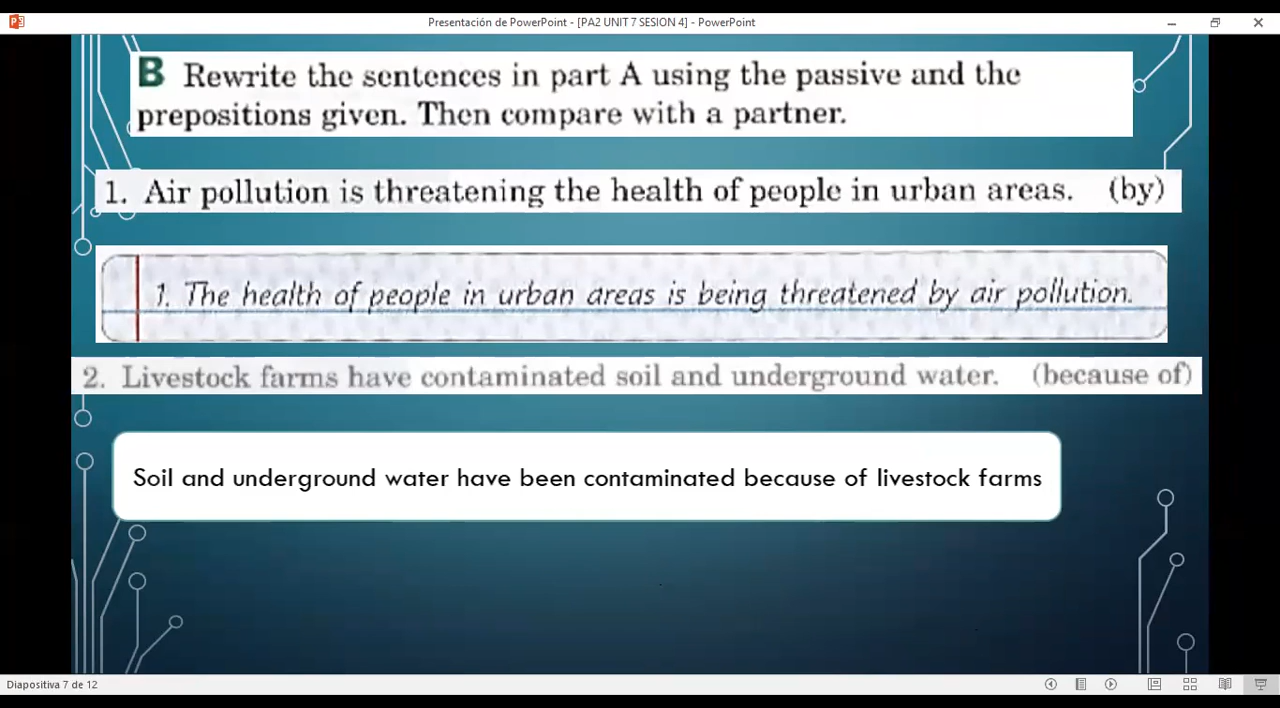 Presentación de PowerPoint - [PA2 UNIT 7 SESION 4] - PowerPoint
B Rewrite the sentences in part A using the passive and the
prepositions given. Then compare with a partner.
1. Air pollution is threatening the health of people in urban areas. (by)
1. The health of people in urban areas is being threatened by air pollution.
2. Livestock farms have contaminated soil and underground water. (because of)
Soil and underground water have been contaminated because of livestock farms
Diapositiva 7 de 12